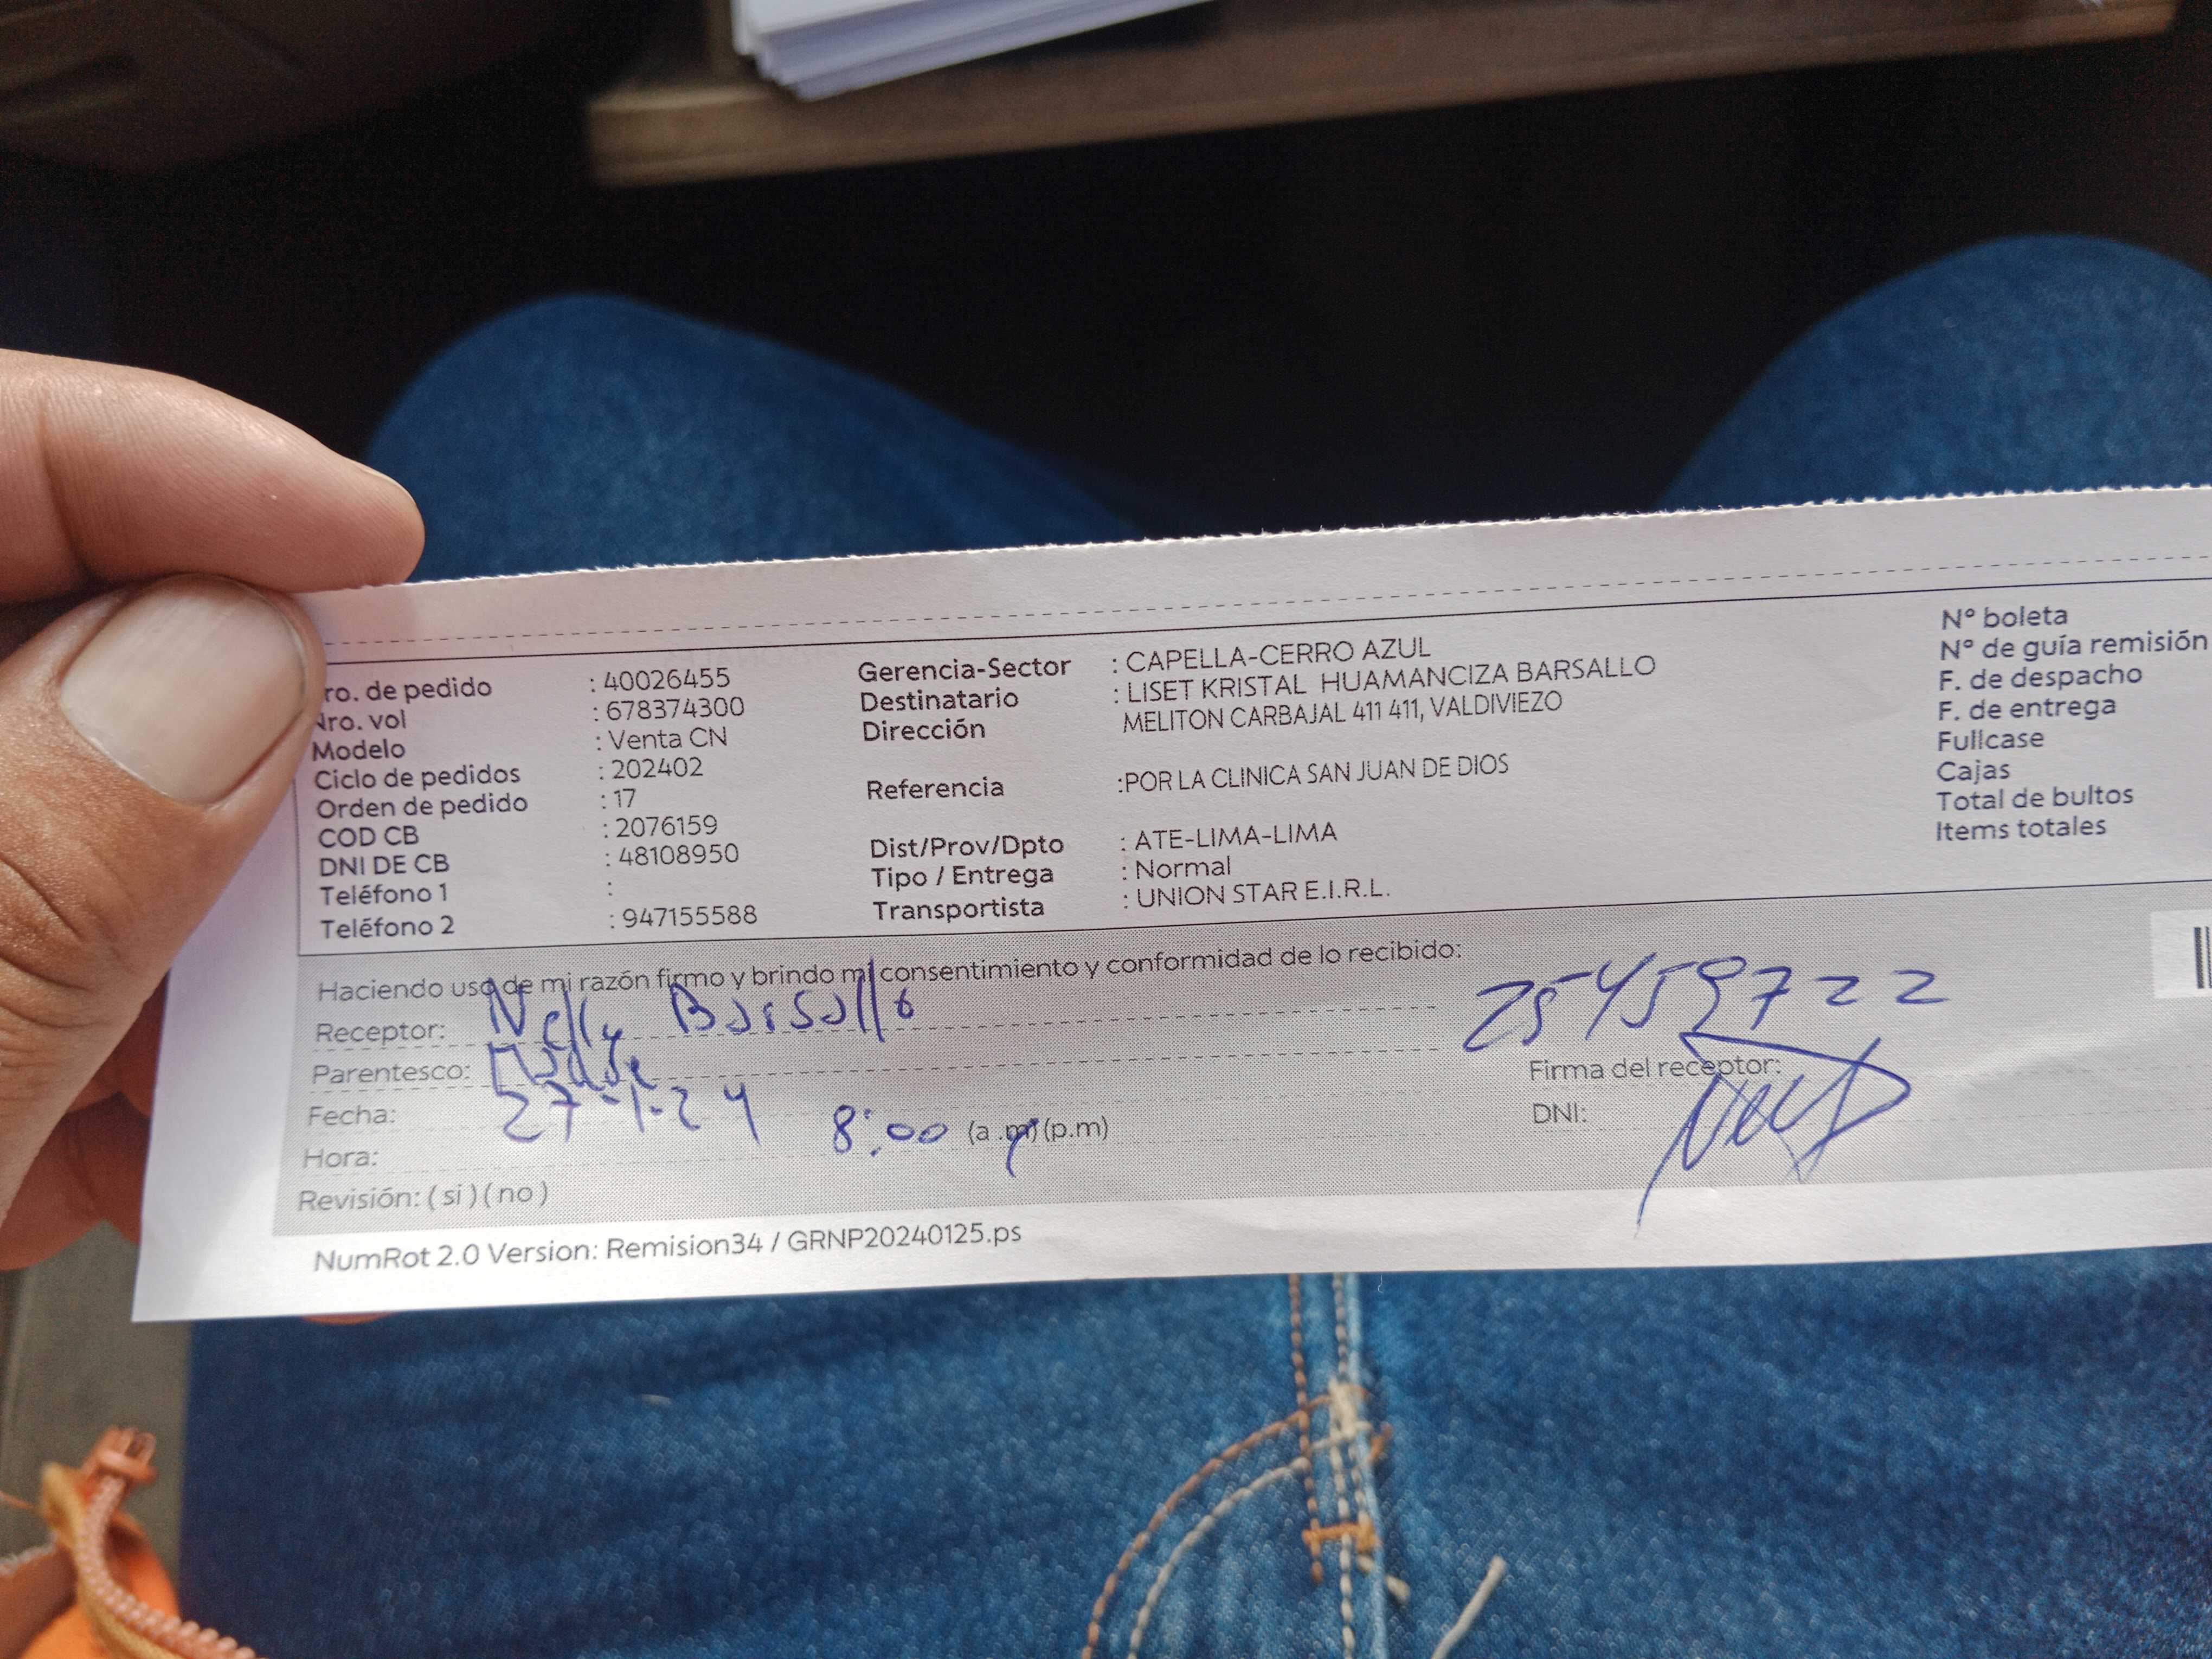 ro. de pedido : 40026455
Nro. vol : 678374300
Modelo : Venta CN
Ciclo de pedidos : 202402
Orden de pedido : 17
COD CB : 2076159
DNI DE CB : 48108950
Teléfono 1 :
Teléfono 2 : 947155588
Gerencia-Sector : CAPELLA-CERRO AZUL
Destinatario : LISET KRISTAL HUAMANCIZA BARSALLO
Dirección MELITON CARBAJAL 411 411, VALDIVIEZO
Referencia :POR LA CLINICA SAN JUAN DE DIOS
Dist/Prov/Dpto : ATE-LIMA-LIMA
Tipo / Entrega : Normal
Transportista : UNION STAR E.I.R.L.
Nº boleta
Nº de guía remisión
F. de despacho
F. de entrega
Fullcase
Cajas
Total de bultos
Items totales
Haciendo uso de mi razón firmo y brindo mi consentimiento y conformidad de lo recibido:
Receptor: Nelly Barsallo
Parentesco: Madre
Fecha: 27-1-24
Hora: 8:00 (a.m) (p.m)
Revisión: ( si ) ( no )
25459722
Firma del receptor:
DNI:
NumRot 2.0 Version: Remision34 / GRNP20240125.ps